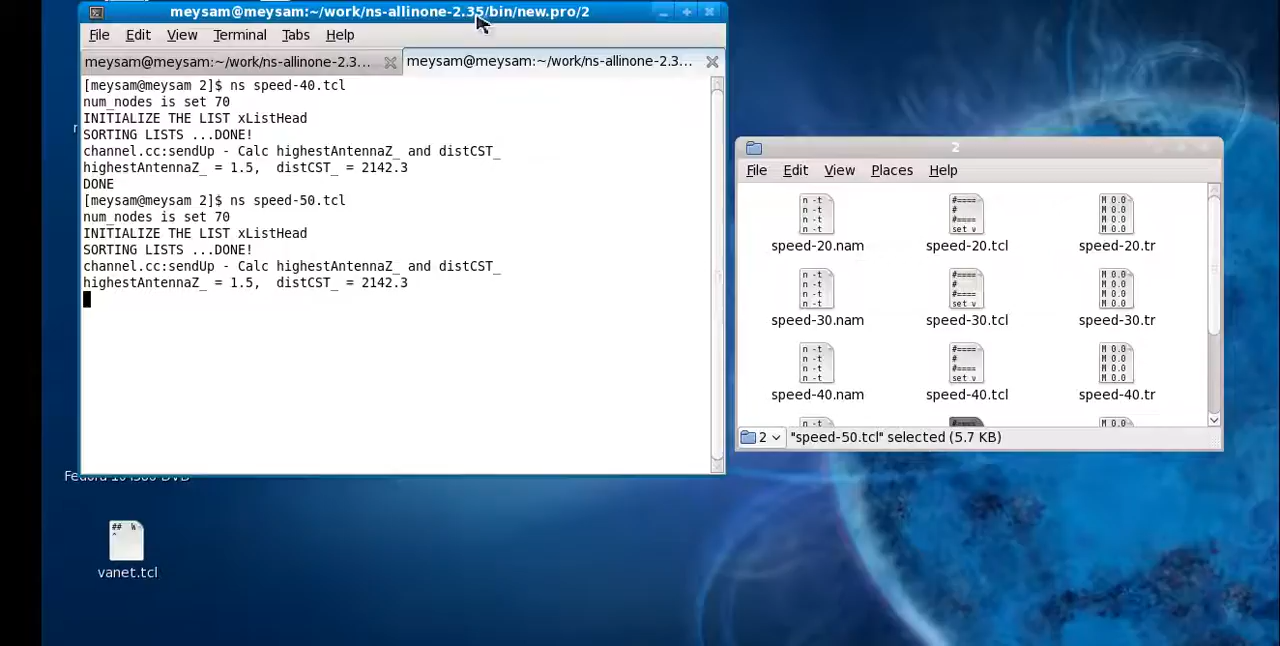 meysam@meysam:~/work/ns-allinone-2.35/bin/new.pro/2
File Edit View Terminal Tabs Help
meysam@meysam:~/work/ns-allinone-2.3... meysam@meysam:~/work/ns-allinone-2.3...
[meysam@meysam 2]$ ns speed-40.tcl
num_nodes is set 70
INITIALIZE THE LIST xListHead
SORTING LISTS ...DONE!
channel.cc:sendUp - Calc highestAntennaZ_ and distCST_
highestAntennaZ_ = 1.5,  distCST_ = 2142.3
DONE
[meysam@meysam 2]$ ns speed-50.tcl
num_nodes is set 70
INITIALIZE THE LIST xListHead
SORTING LISTS ...DONE!
channel.cc:sendUp - Calc highestAntennaZ_ and distCST_
highestAntennaZ_ = 1.5,  distCST_ = 2142.3
2
File Edit View Places Help
speed-20.nam speed-20.tcl speed-20.tr
speed-30.nam speed-30.tcl speed-30.tr
speed-40.nam speed-40.tcl speed-40.tr
2 "speed-50.tcl" selected (5.7 KB)
vanet.tcl